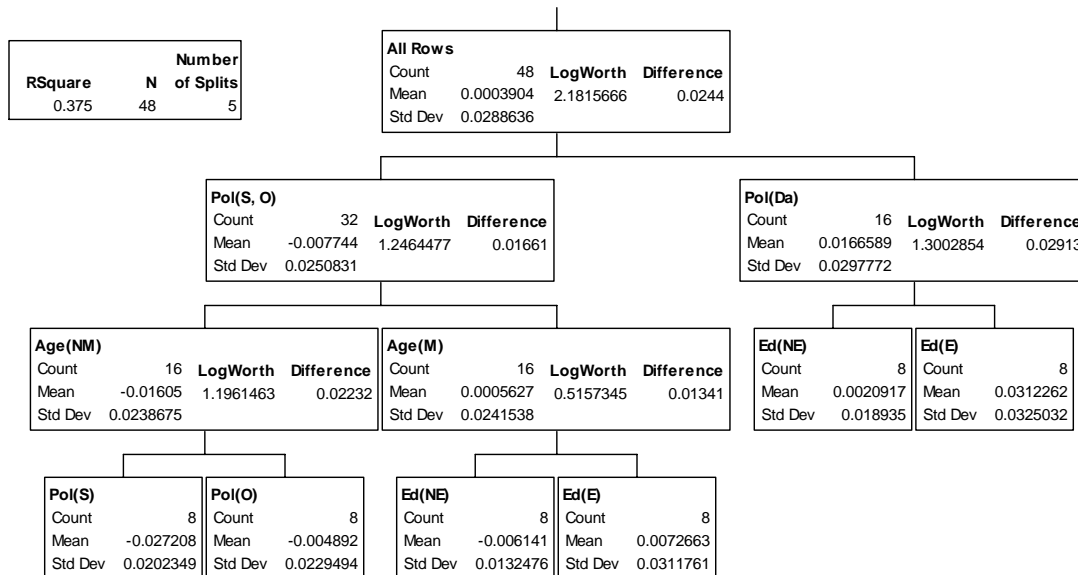 Number
RSquare N of Splits
0.375 48 5
All Rows
Count 48 LogWorth Difference
Mean 0.0003904 2.1815666 0.0244
Std Dev 0.0288636
Pol(S, O)
Count 32 LogWorth Difference
Mean -0.007744 1.2464477 0.01661
Std Dev 0.0250831
Pol(Da)
Count 16 LogWorth Difference
Mean 0.0166589 1.3002854 0.02913
Std Dev 0.0297772
Age(NM)
Count 16 LogWorth Difference
Mean -0.01605 1.1961463 0.02232
Std Dev 0.0238675
Age(M)
Count 16 LogWorth Difference
Mean 0.0005627 0.5157345 0.01341
Std Dev 0.0241538
Ed(NE)
Count 8
Mean 0.0020917
Std Dev 0.018935
Ed(E)
Count 8
Mean 0.0312262
Std Dev 0.0325032
Pol(S)
Count 8
Mean -0.027208
Std Dev 0.0202349
Pol(O)
Count 8
Mean -0.004892
Std Dev 0.0229494
Ed(NE)
Count 8
Mean -0.006141
Std Dev 0.0132476
Ed(E)
Count 8
Mean 0.0072663
Std Dev 0.0311761